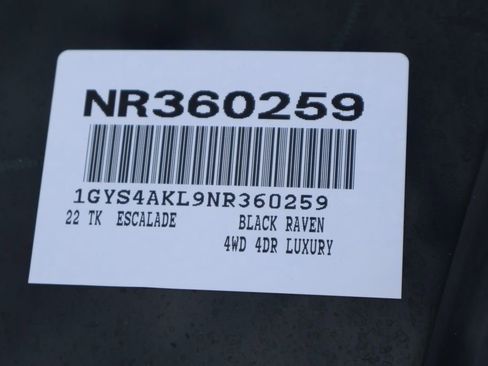 NR360259
1GYS4AKL9NR360259
22 TK ESCALADE BLACK RAVEN
4WD 4DR LUXURY